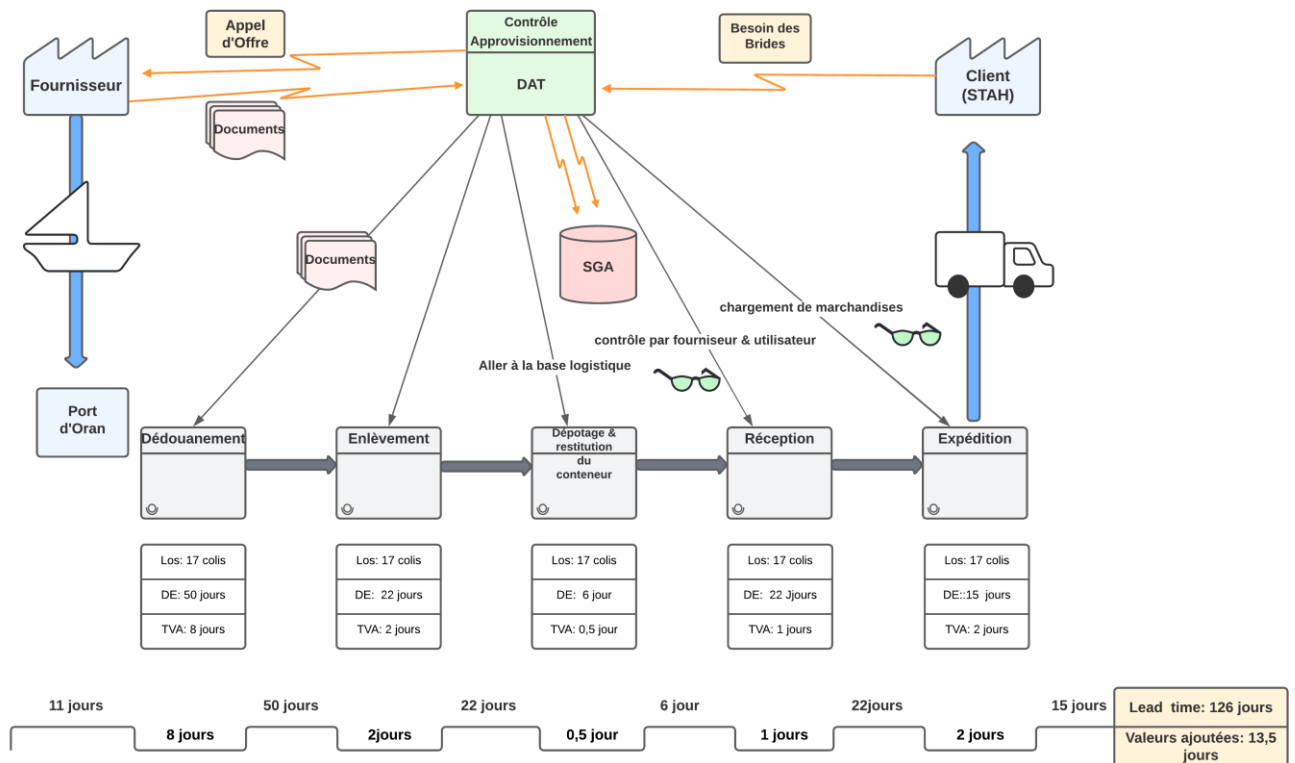 Appel
d'Offre
Contrôle
Approvisionnement
DAT
Besoin des
Brides
Fournisseur
Client
(STAH)
Documents
Documents
SGA
chargement de marchandises
contrôle par fourniseur & utilisateur
Aller à la base logistique
Port
d'Oran
Dédouanement
Enlèvement
Dépotage &
restitution
du
conteneur
Réception
Expédition
Los: 17 colis
Los: 17 colis
Los: 17 colis
Los: 17 colis
Los: 17 colis
DE: 50 jours
DE: 22 jours
DE: 6 jour
DE: 22 Jjours
DE::15 jours
TVA: 8 jours
TVA: 2 jours
TVA: 0,5 jour
TVA: 1 jours
TVA: 2 jours
11 jours
50 jours
22 jours
6 jour
22jours
15 jours
Lead time: 126 jours
8 jours
2jours
0,5 jour
1 jours
2 jours
Valeurs ajoutées: 13,5
jours